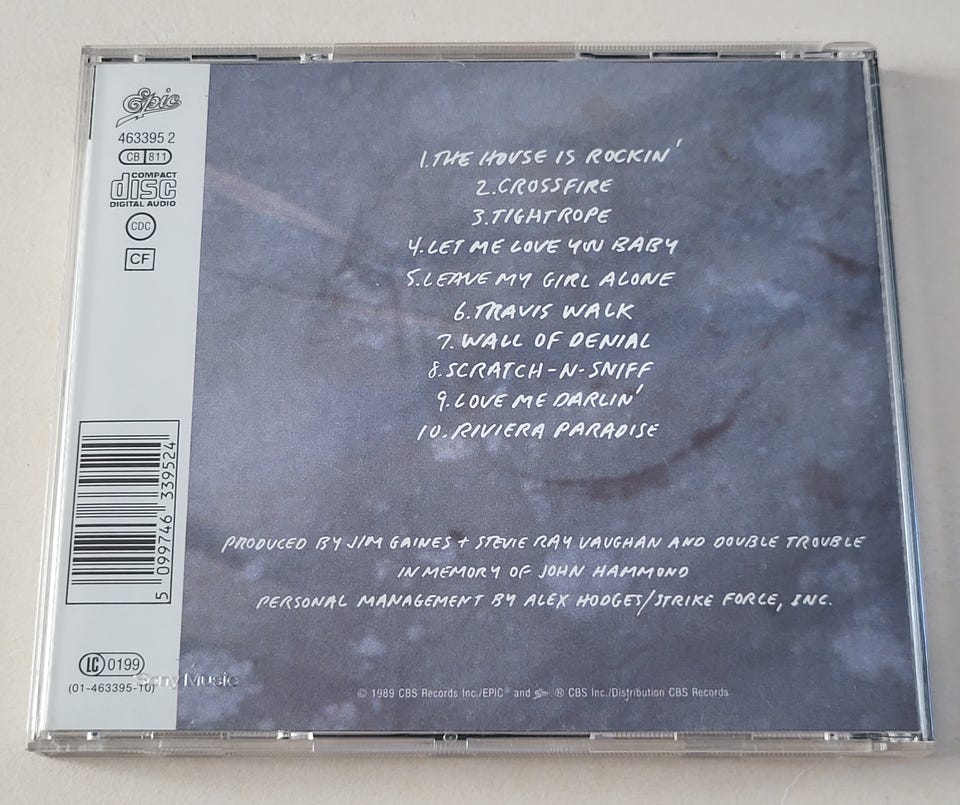 Epic
463395 2
CB 811
COMPACT
disc
DIGITAL AUDIO
CDC
CF
1. THE HOUSE IS ROCKIN'
2. CROSSFIRE
3. TIGHTROPE
4. LET ME LOVE YOU BABY
5. LEAVE MY GIRL ALONE
6. TRAVIS WALK
7. WALL OF DENIAL
8. SCRATCH-N-SNIFF
9. LOVE ME DARLIN'
10. RIVIERA PARADISE
5 099746 339524
PRODUCED BY JIM GAINES + STEVIE RAY VAUGHAN AND DOUBLE TROUBLE
IN MEMORY OF JOHN HAMMOND
PERSONAL MANAGEMENT BY ALEX HODGES/STRIKE FORCE, INC.
LC 0199
Sony Music
(01-463395-10)
© 1989 CBS Records Inc./EPIC and Epic ® CBS Inc./Distribution CBS Records